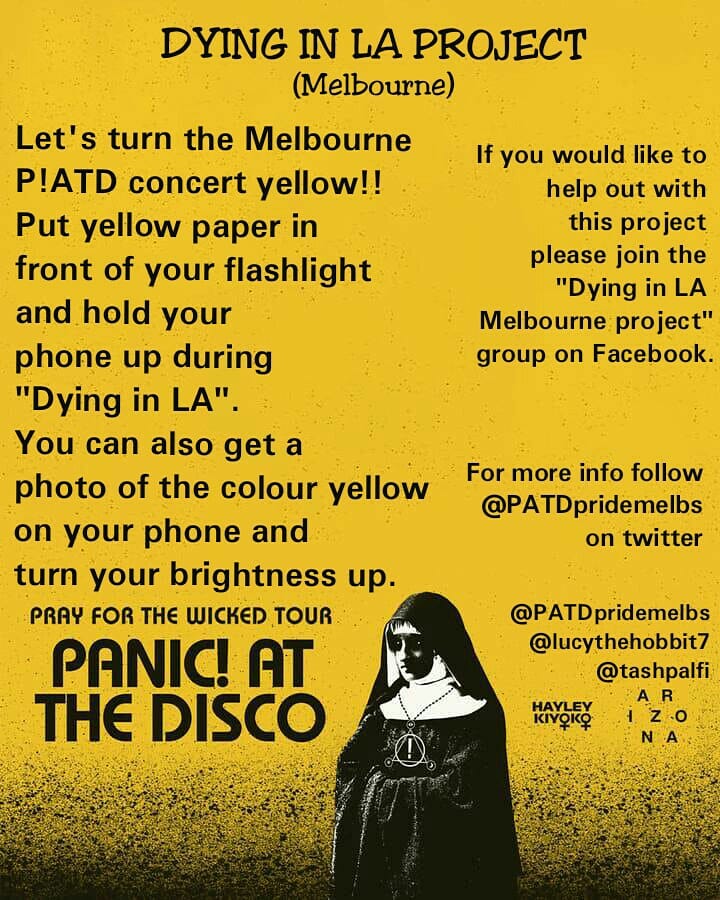 DYING IN LA PROJECT
(Melbourne)
Let's turn the Melbourne
P!ATD concert yellow!!
Put yellow paper in
front of your flashlight
and hold your
phone up during
"Dying in LA".
You can also get a
photo of the colour yellow
on your phone and
turn your brightness up.
If you would like to
help out with
this project
please join the
"Dying in LA
Melbourne project"
group on Facebook.
For more info follow
@PATDpridemelbs
on twitter
PRAY FOR THE WICKED TOUR
PANIC! AT
THE DISCO
@PATDpridemelbs
@lucythehobbit7
@tashpalfi
HAYLEY
KIYOKO
A R
I Z O
N A